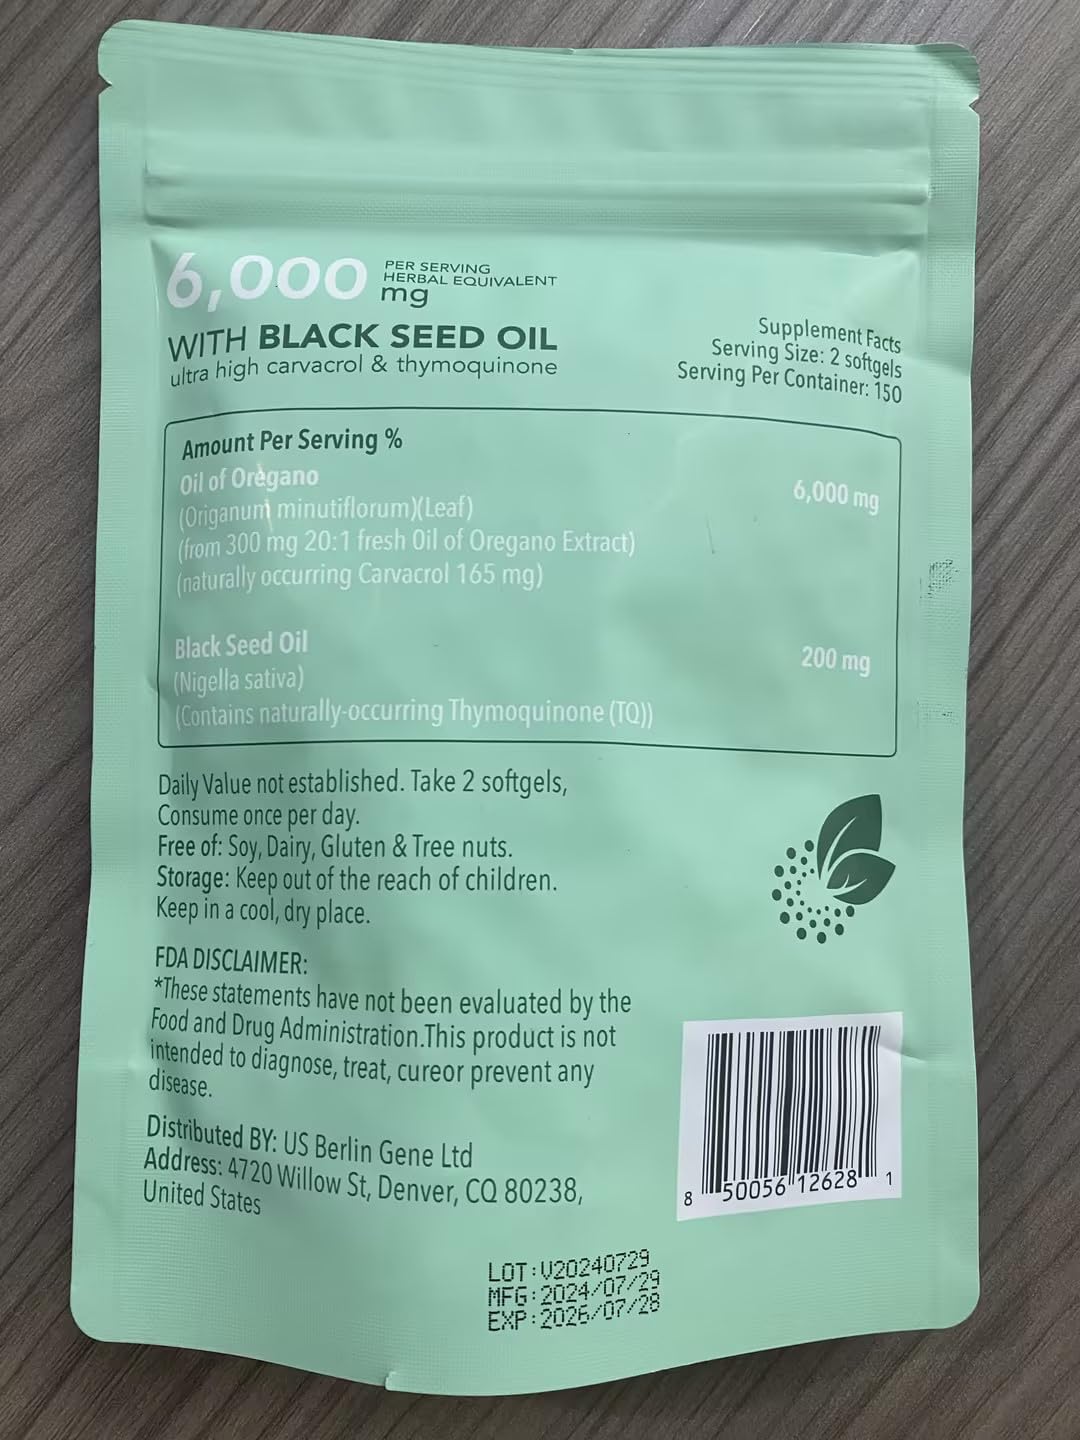 6,000 PER SERVING
HERBAL EQUIVALENT
mg
WITH BLACK SEED OIL
ultra high carvacrol & thymoquinone
Supplement Facts
Serving Size: 2 softgels
Serving Per Container: 150
Amount Per Serving %
Oil of Oregano 6,000 mg
(Origanum minutiflorum)(Leaf)
(from 300 mg 20:1 fresh Oil of Oregano Extract)
(naturally occurring Carvacrol 165 mg)
Black Seed Oil 200 mg
(Nigella sativa)
(Contains naturally-occurring Thymoquinone (TQ))
Daily Value not established. Take 2 softgels,
Consume once per day.
Free of: Soy, Dairy, Gluten & Tree nuts.
Storage: Keep out of the reach of children.
Keep in a cool, dry place.
FDA DISCLAIMER:
*These statements have not been evaluated by the
Food and Drug Administration.This product is not
intended to diagnose, treat, cureor prevent any
disease.
Distributed BY: US Berlin Gene Ltd
Address: 4720 Willow St, Denver, CQ 80238,
United States
8 50056 12628 1
LOT:V20240729
MFG:2024/07/29
EXP:2026/07/28